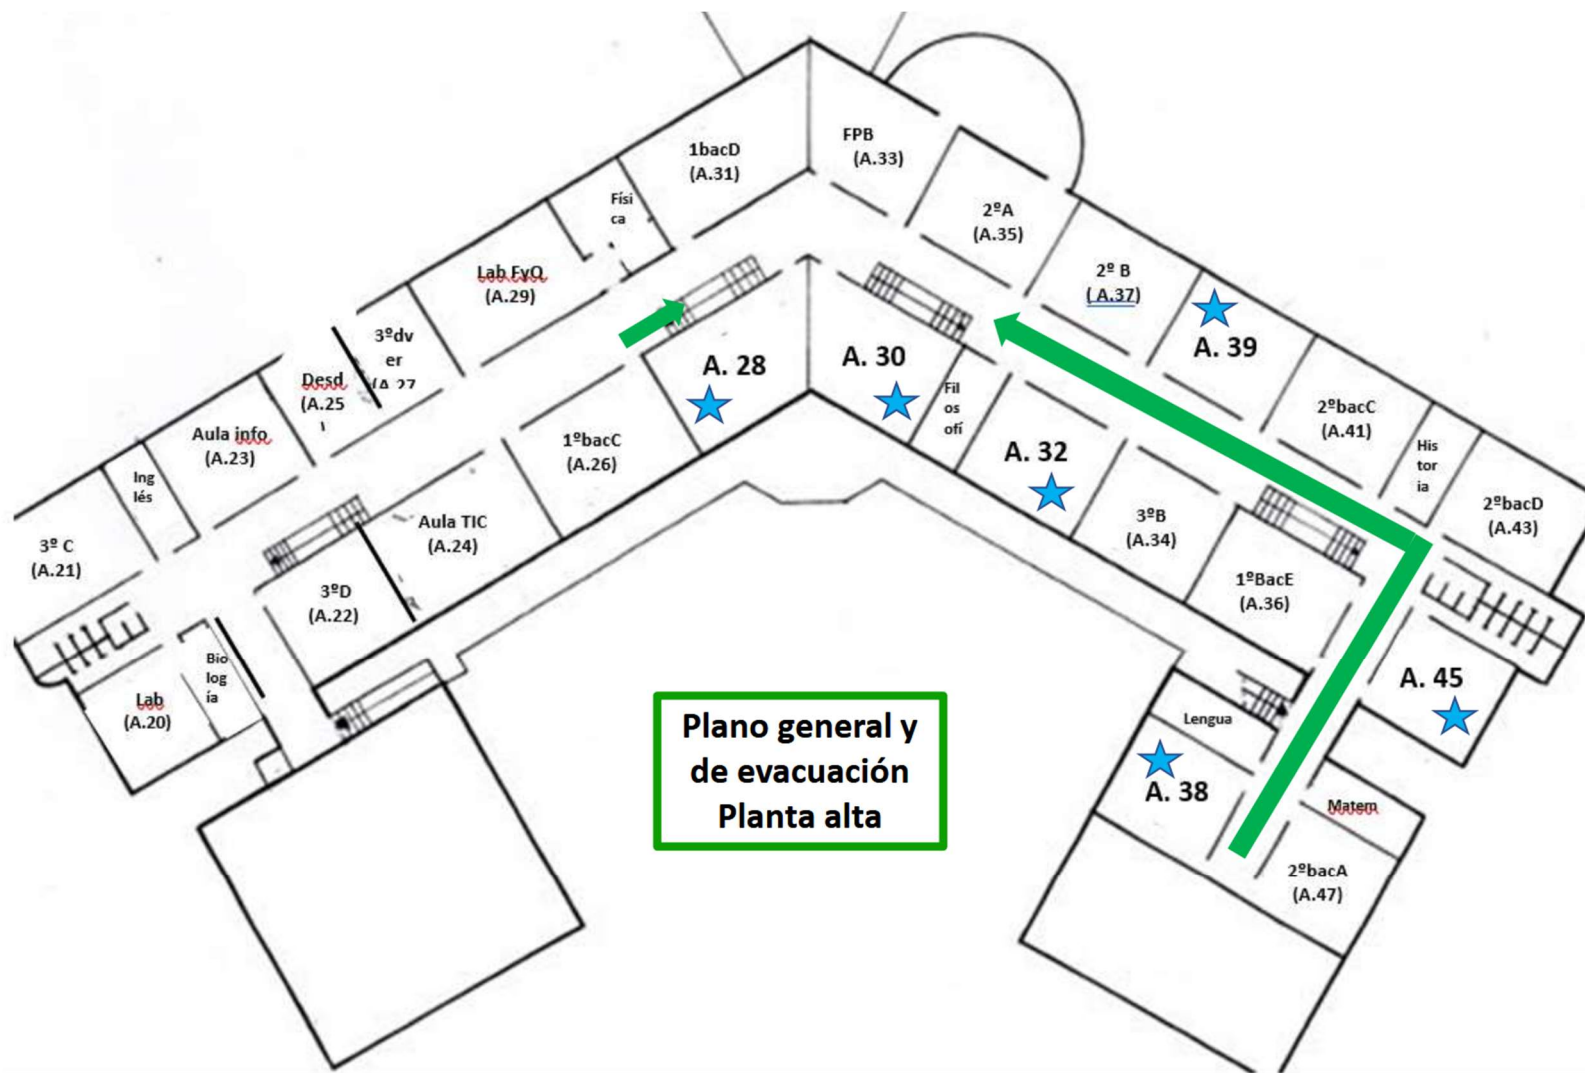 1bacD
(A.31)
FPB
(A.33)
Físi
ca
2ºA
(A.35)
Lab FyQ
(A.29)
2º B
( A.37)
3ºdv
er
(A.27
A. 39
A. 28
A. 30
Desd
(A.25
)
Fil
os
ofí
2ºbacC
(A.41)
Aula info
(A.23)
1ºbacC
(A.26)
A. 32
His
tor
ia
Ing
lés
2ºbacD
(A.43)
Aula TIC
(A.24)
3ºB
(A.34)
3º C
(A.21)
3ºD
(A.22)
1ºBacE
(A.36)
Bio
log
ía
Lab
(A.20)
A. 45
Lengua
Plano general y
de evacuación
Planta alta
A. 38
Matem
2ºbacA
(A.47)